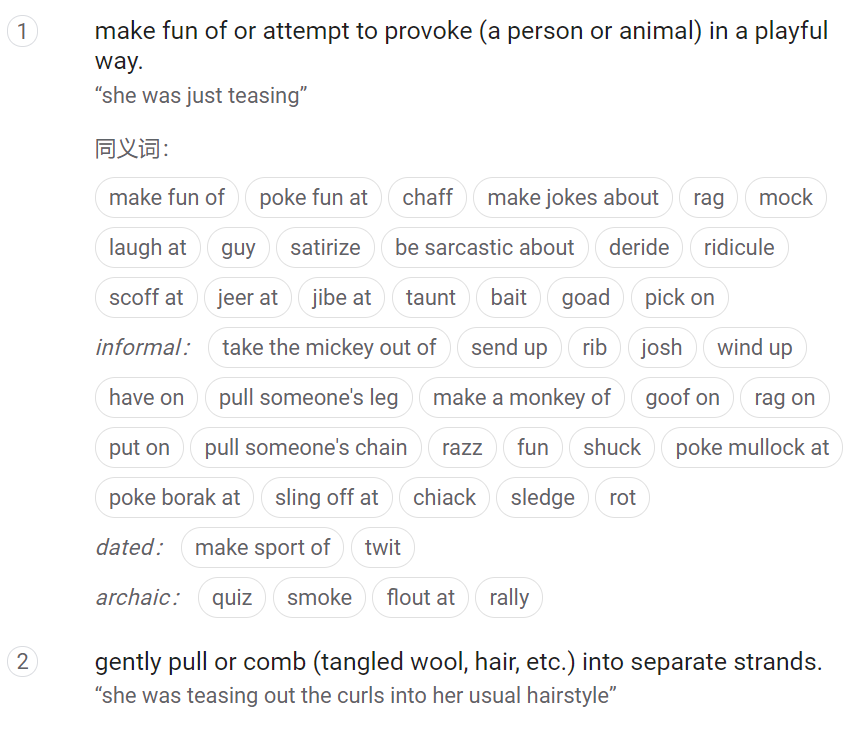 1 make fun of or attempt to provoke (a person or animal) in a playful
way.
“she was just teasing”
同义词：
make fun of poke fun at chaff make jokes about rag mock
laugh at guy satirize be sarcastic about deride ridicule
scoff at jeer at jibe at taunt bait goad pick on
informal： take the mickey out of send up rib josh wind up
have on pull someone's leg make a monkey of goof on rag on
put on pull someone's chain razz fun shuck poke mullock at
poke borak at sling off at chiack sledge rot
dated： make sport of twit
archaic： quiz smoke flout at rally
2 gently pull or comb (tangled wool, hair, etc.) into separate strands.
“she was teasing out the curls into her usual hairstyle”